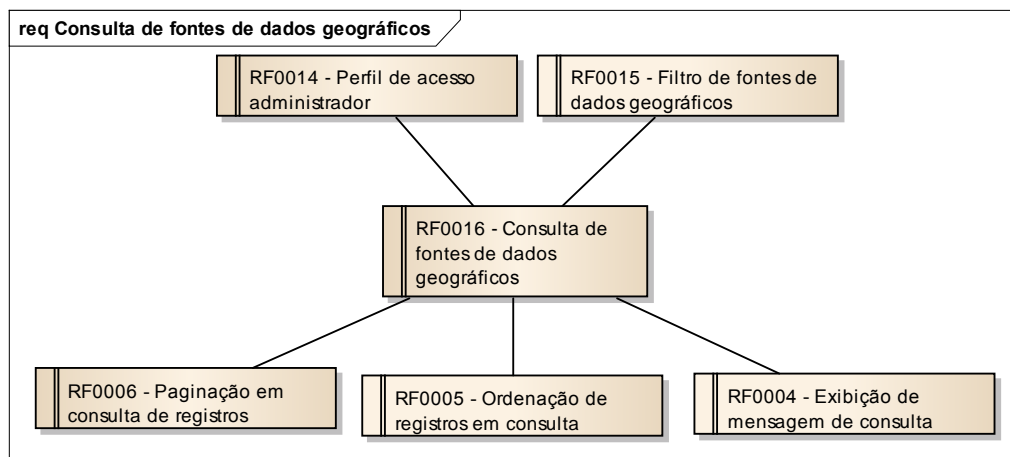 req Consulta de fontes de dados geográficos
RF0014 - Perfil de acesso
administrador
RF0015 - Filtro de fontes de
dados geográficos
RF0016 - Consulta de
fontes de dados
geográficos
RF0006 - Paginação em
consulta de registros
RF0005 - Ordenação de
registros em consulta
RF0004 - Exibição de
mensagem de consulta